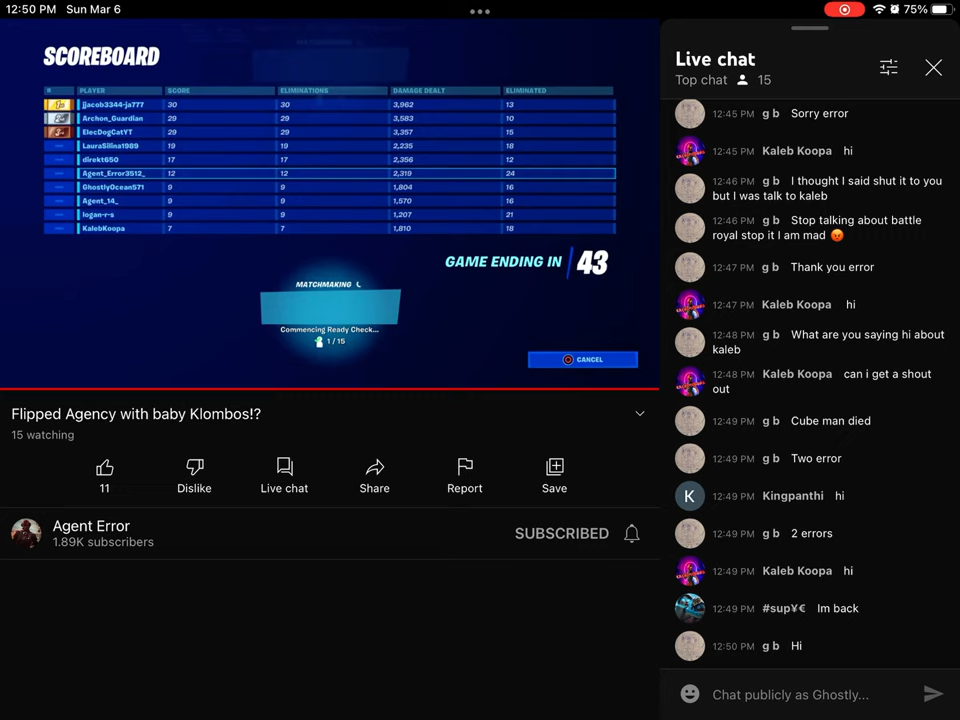 12:50 PM Sun Mar 6
75%
SCOREBOARD
# PLAYER SCORE ELIMINATIONS DAMAGE DEALT ELIMINATED
jjacob3344-ja777 30 30 3,962 13
Archon_Guardian 29 29 3,583 10
ElecDogCatYT 29 29 3,357 15
LauraSilina1989 19 19 2,235 18
direkt650 17 17 2,356 12
Agent_Error3512_ 12 12 2,319 24
GhostlyOcean571 9 9 1,804 16
Agent_14_ 9 9 1,570 16
logan-r-s 9 9 1,207 21
KalebKoopa 7 7 1,810 18
GAME ENDING IN 43
MATCHMAKING
Commencing Ready Check...
1 / 15
CANCEL
Flipped Agency with baby Klombos!?
15 watching
11
Dislike
Live chat
Share
Report
Save
Agent Error
1.89K subscribers
SUBSCRIBED
Live chat
Top chat 15
12:45 PM g b Sorry error
12:45 PM Kaleb Koopa hi
12:46 PM g b I thought I said shut it to you
but I was talk to kaleb
12:46 PM g b Stop talking about battle
royal stop it I am mad 😡
12:47 PM g b Thank you error
12:47 PM Kaleb Koopa hi
12:48 PM g b What are you saying hi about
kaleb
12:48 PM Kaleb Koopa can i get a shout
out
12:49 PM g b Cube man died
12:49 PM g b Two error
K 12:49 PM Kingpanthi hi
12:49 PM g b 2 errors
12:49 PM Kaleb Koopa hi
12:49 PM #sup¥€ Im back
12:50 PM g b Hi
Chat publicly as Ghostly...